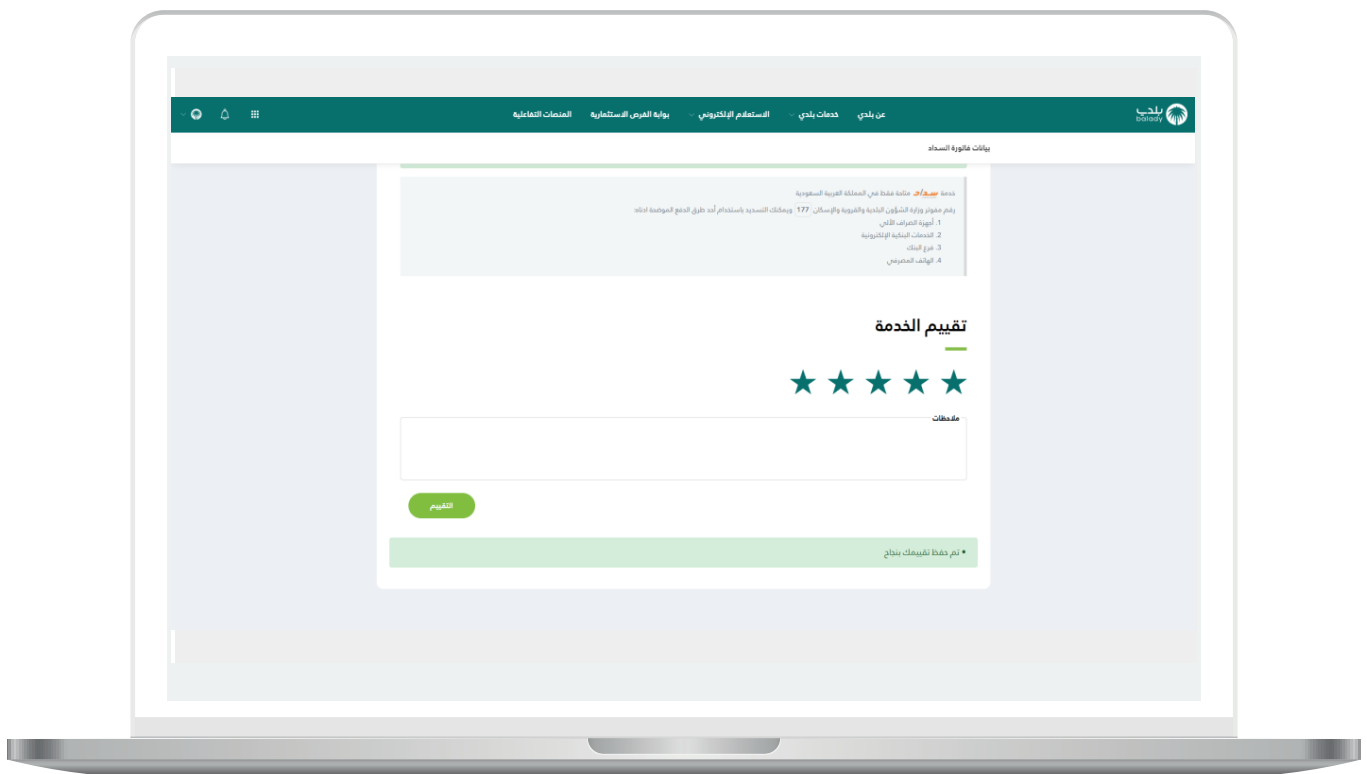 بلدي
balady
عن بلدي
خدمات بلدي
الاستعلام الإلكتروني
بوابة الفرص الاستثمارية
المنصات التفاعلية
بيانات فاتورة السداد
خدمة سداد متاحة فقط في المملكة العربية السعودية
رقم مفوتر وزارة الشؤون البلدية والقروية والإسكان 177 ويمكنك التسديد باستخدام أحد طرق الدفع الموضحة أدناه
1. أجهزة الصراف الألي
2. الخدمات البنكية الإلكترونية
3. فرع البنك
4. الهاتف المصرفي
تقييم الخدمة
ملاحظات
التقييم
• تم حفظ تقييمك بنجاح